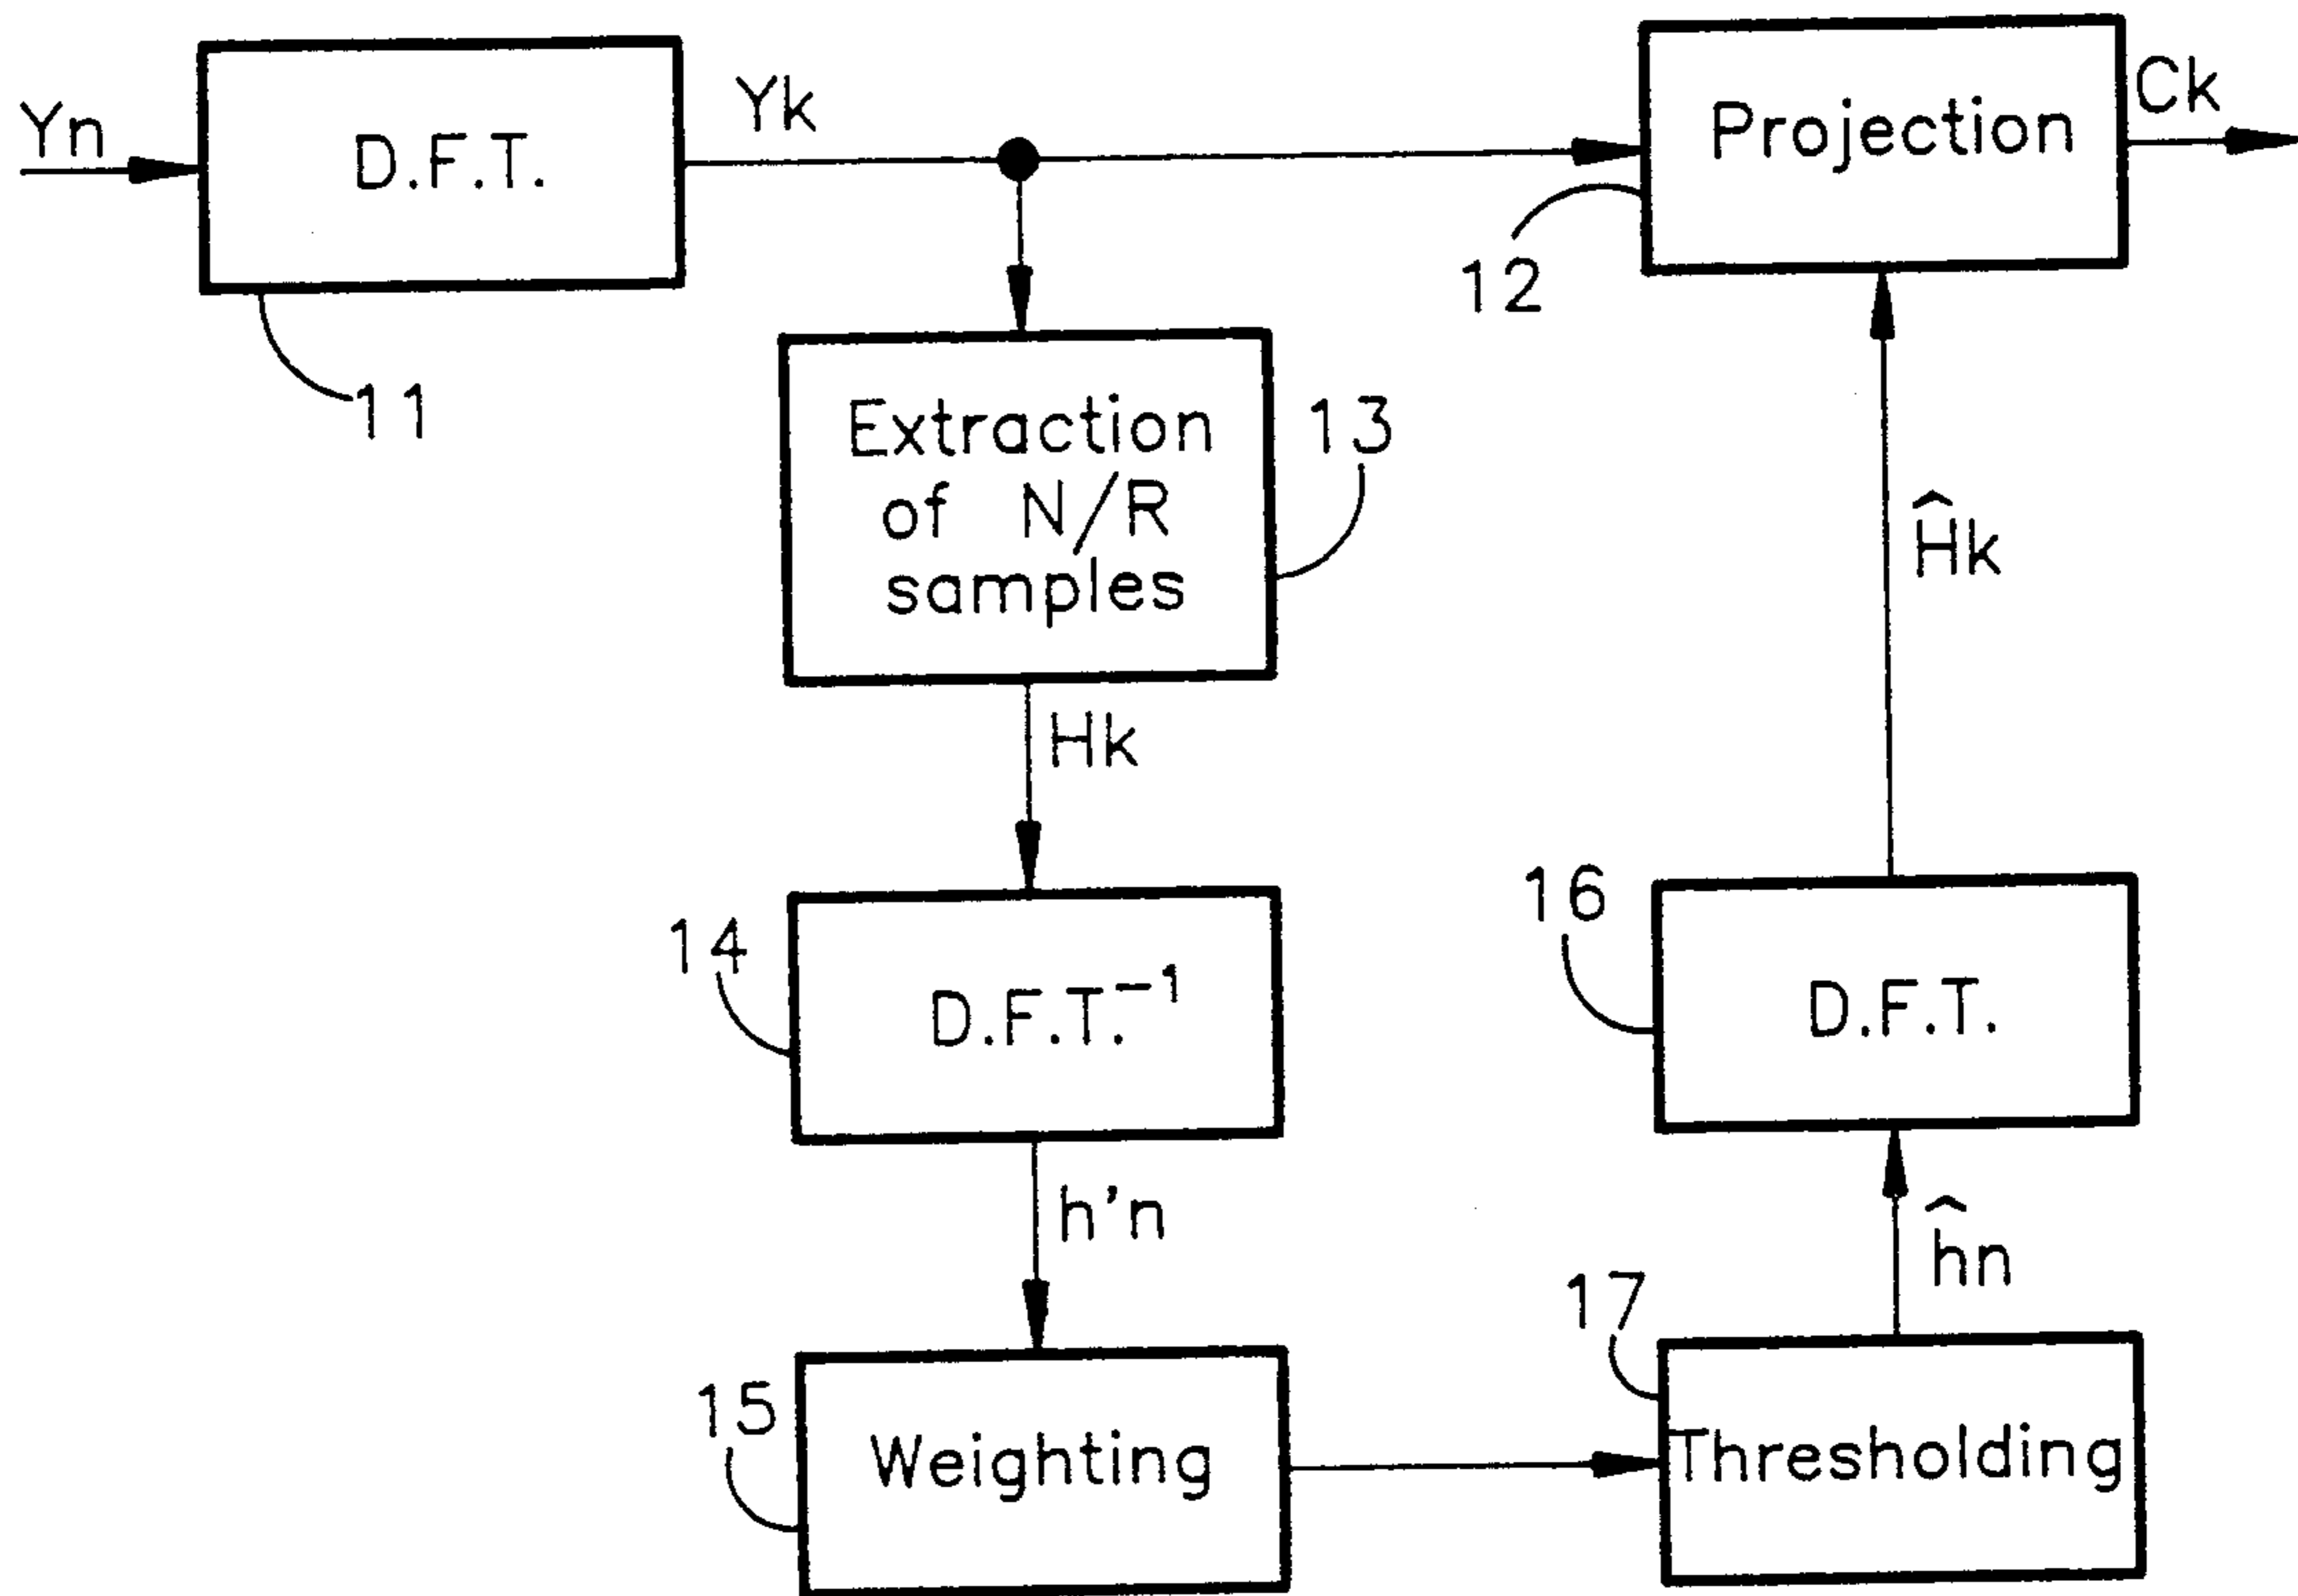 Yn
D.F.T.
Yk
Projection
Ck
11
12
Extraction
of N/R
samples
13
Ĥk
Hk
14
D.F.T.⁻¹
16
D.F.T.
h'n
ĥn
15
Weighting
17
Thresholding